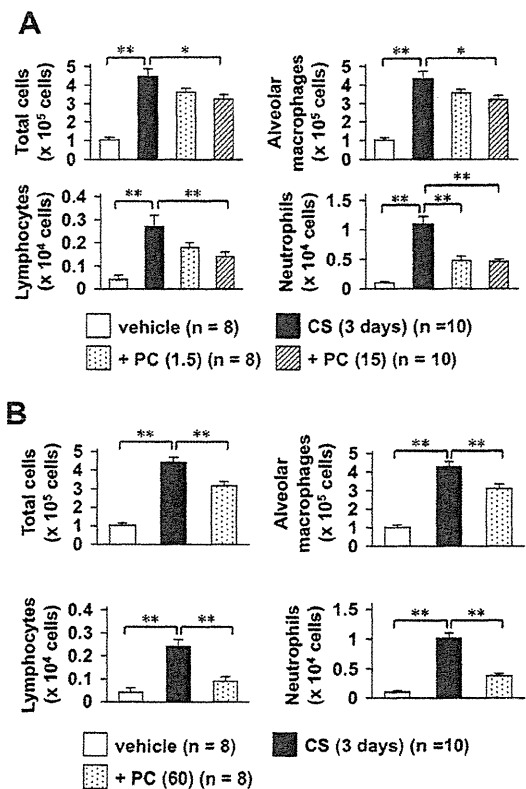 A
** *
Total cells
(x 10⁵ cells)
5
4
3
2
1
0
** *
Alveolar
macrophages
(x 10⁵ cells)
5
4
3
2
1
0
** **
Lymphocytes
(x 10⁴ cells)
0.4
0.3
0.2
0.1
0
**
** **
Neutrophils
(x 10⁴ cells)
1.5
1
0.5
0
vehicle (n = 8) CS (3 days) (n =10)
+ PC (1.5) (n = 8) + PC (15) (n = 10)
B
** **
Total cells
(x 10⁵ cells)
5
4
3
2
1
0
** **
Alveolar
macrophages
(x 10⁵ cells)
5
4
3
2
1
0
** **
Lymphocytes
(x 10⁴ cells)
0.4
0.3
0.2
0.1
0
** **
Neutrophils
(x 10⁴ cells)
1.5
1
0.5
0
vehicle (n = 8) CS (3 days) (n =10)
+ PC (60) (n = 8)